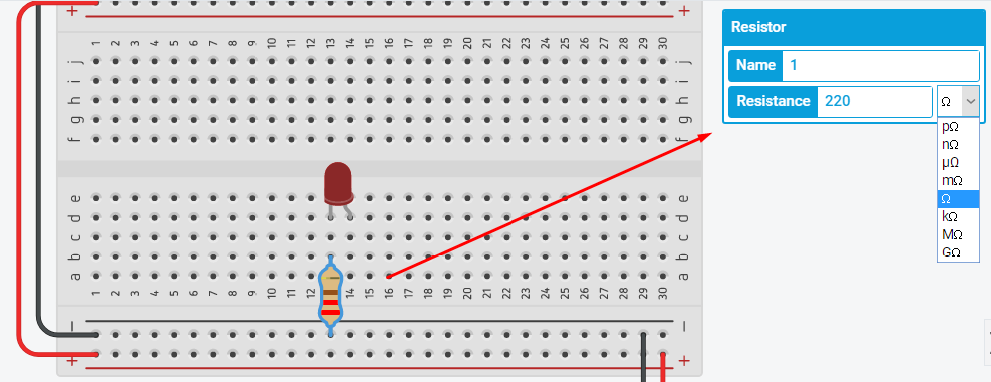 + +
1 2 3 4 5 6 7 8 9 10 11 12 13 14 15 16 17 18 19 20 21 22 23 24 25 26 27 28 29 30
j j
i i
h h
g g
f f
e e
d d
c c
b b
a a
1 2 3 4 5 6 7 8 9 10 11 12 13 14 15 16 17 18 19 20 21 22 23 24 25 26 27 28 29 30
− −
+ +
Resistor
Name 1
Resistance 220 Ω
pΩ
nΩ
µΩ
mΩ
Ω
kΩ
MΩ
GΩ